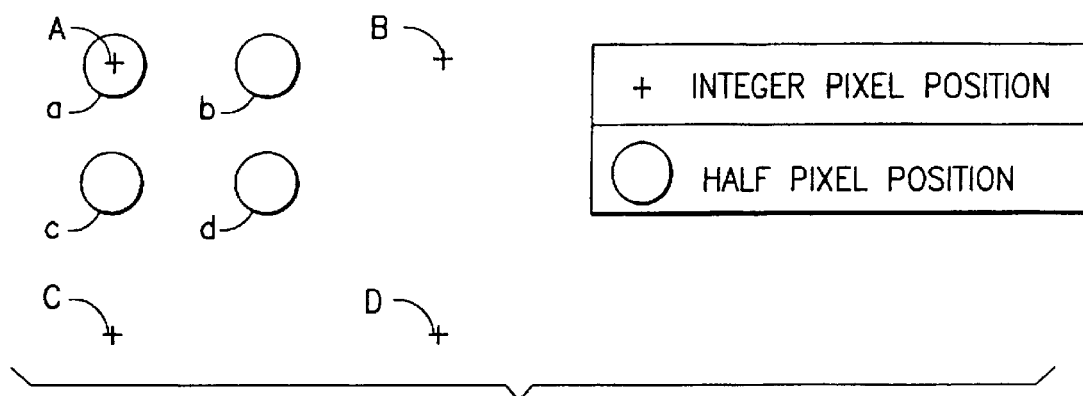 A B
a b
+ INTEGER PIXEL POSITION
c d
HALF PIXEL POSITION
C D